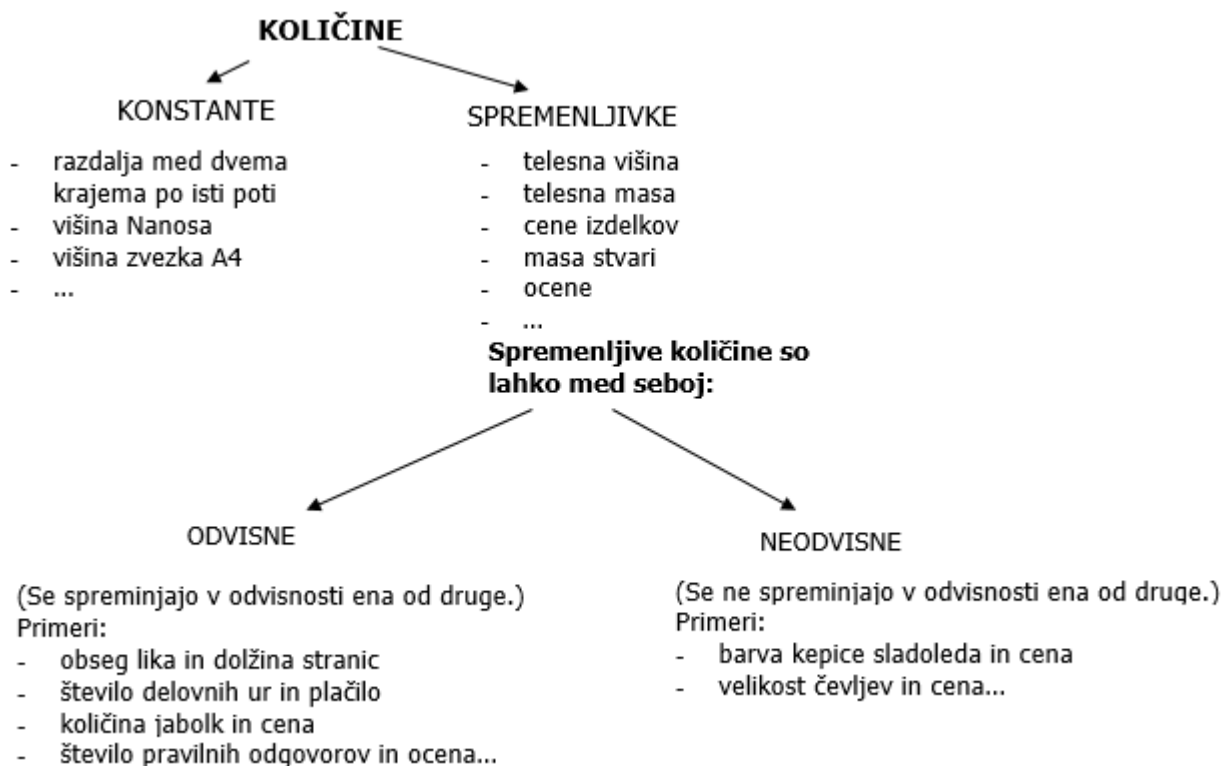 KOLIČINE
KONSTANTE
- razdalja med dvema
krajema po isti poti
- višina Nanosa
- višina zvezka A4
- ...
SPREMENLJIVKE
- telesna višina
- telesna masa
- cene izdelkov
- masa stvari
- ocene
- ...
Spremenljive količine so
lahko med seboj:
ODVISNE
(Se spreminjajo v odvisnosti ena od druge.)
Primeri:
- obseg lika in dolžina stranic
- število delovnih ur in plačilo
- količina jabolk in cena
- število pravilnih odgovorov in ocena...
NEODVISNE
(Se ne spreminjajo v odvisnosti ena od druge.)
Primeri:
- barva kepice sladoleda in cena
- velikost čevljev in cena...